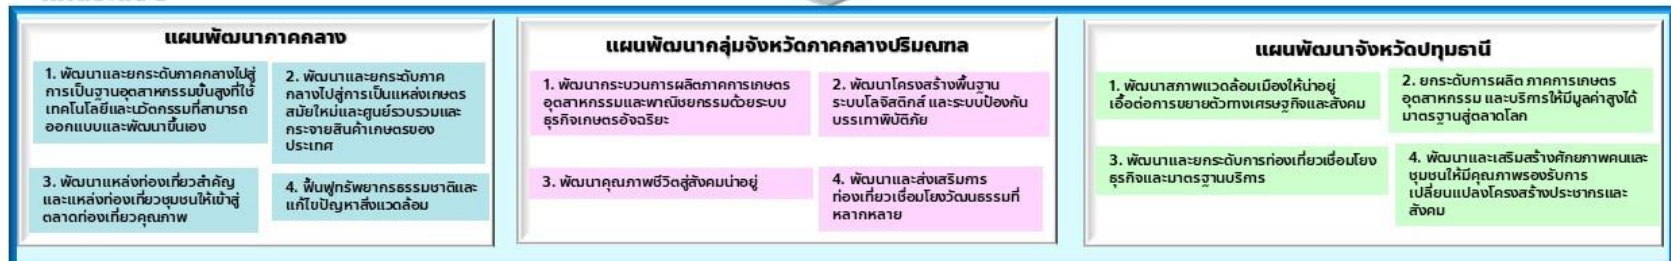 แผนพัฒนาภาคกลาง
1. พัฒนาและยกระดับภาคกลางไปสู่
การเป็นฐานอุตสาหกรรมขั้นสูงที่ใช้
เทคโนโลยีและนวัตกรรมที่สามารถ
ออกแบบและพัฒนาขึ้นเอง
2. พัฒนาและยกระดับภาค
กลางไปสู่การเป็นแหล่งเกษตร
สมัยใหม่และศูนย์รวบรวมและ
กระจายสินค้าเกษตรของ
ประเทศ
3. พัฒนาแหล่งท่องเที่ยวสำคัญ
และแหล่งท่องเที่ยวชุมชนให้เข้าสู่
ตลาดท่องเที่ยวคุณภาพ
4. ฟื้นฟูทรัพยากรธรรมชาติและ
แก้ไขปัญหาสิ่งแวดล้อม
แผนพัฒนากลุ่มจังหวัดภาคกลางปริมณฑล
1. พัฒนากระบวนการผลิตภาคการเกษตร
อุตสาหกรรมและพาณิชยกรรมด้วยระบบ
ธุรกิจเกษตรอัจฉริยะ
2. พัฒนาโครงสร้างพื้นฐาน
ระบบโลจิสติกส์ และระบบป้องกัน
บรรเทาพิบัติภัย
3. พัฒนาคุณภาพชีวิตสู่สังคมน่าอยู่
4. พัฒนาและส่งเสริมการ
ท่องเที่ยวเชื่อมโยงวัฒนธรรมที่
หลากหลาย
แผนพัฒนาจังหวัดปทุมธานี
1. พัฒนาสภาพแวดล้อมเมืองให้น่าอยู่
เอื้อต่อการขยายตัวทางเศรษฐกิจและสังคม
2. ยกระดับการผลิต ภาคการเกษตร
อุตสาหกรรม และบริการให้มีมูลค่าสูงได้
มาตรฐานสู่ตลาดโลก
3. พัฒนาและยกระดับการท่องเที่ยวเชื่อมโยง
ธุรกิจและมาตรฐานบริการ
4. พัฒนาและเสริมสร้างศักยภาพคนและ
ชุมชนให้มีคุณภาพรองรับการ
เปลี่ยนแปลงโครงสร้างประชากรและ
สังคม